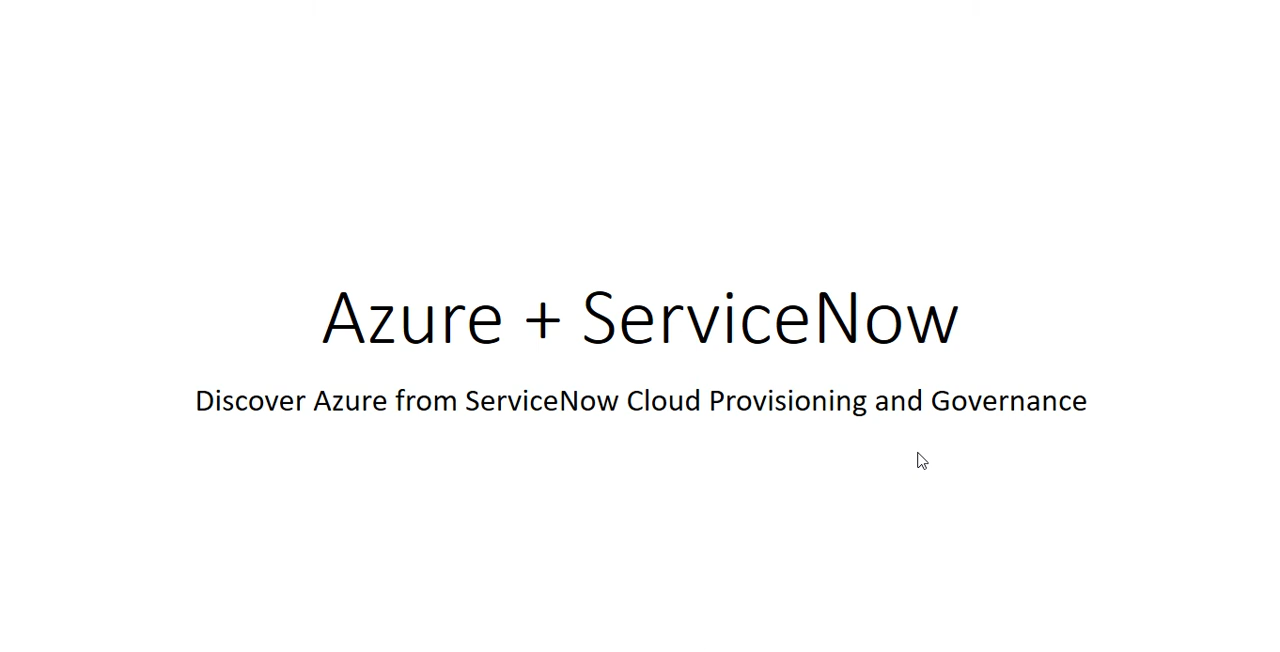 Azure + ServiceNow
Discover Azure from ServiceNow Cloud Provisioning and Governance